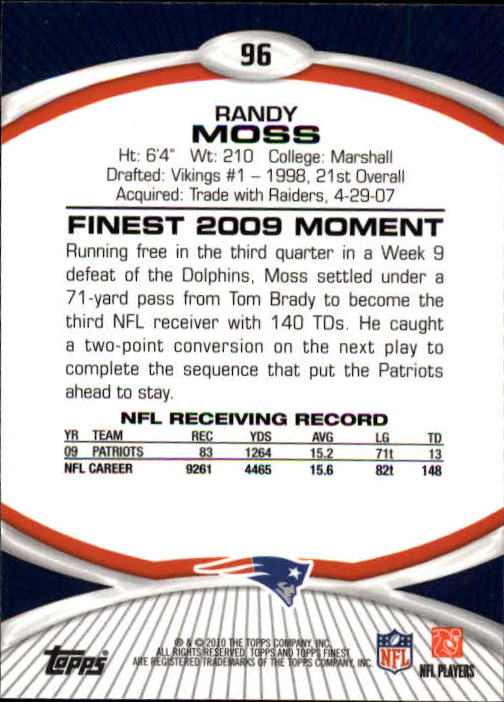 96
RANDY
MOSS
Ht: 6'4" Wt: 210 College: Marshall
Drafted: Vikings #1 – 1998, 21st Overall
Acquired: Trade with Raiders, 4-29-07
FINEST 2009 MOMENT
Running free in the third quarter in a Week 9
defeat of the Dolphins, Moss settled under a
71-yard pass from Tom Brady to become the
third NFL receiver with 140 TDs. He caught
a two-point conversion on the next play to
complete the sequence that put the Patriots
ahead to stay.
NFL RECEIVING RECORD
YR TEAM REC YDS AVG LG TD
09 PATRIOTS 83 1264 15.2 71t 13
NFL CAREER 9261 4465 15.6 82t 148
® & © 2010 THE TOPPS COMPANY, INC.
ALL RIGHTS RESERVED. TOPPS AND TOPPS FINEST
ARE REGISTERED TRADEMARKS OF THE TOPPS COMPANY, INC.
topps
NFL
NFL PLAYERS